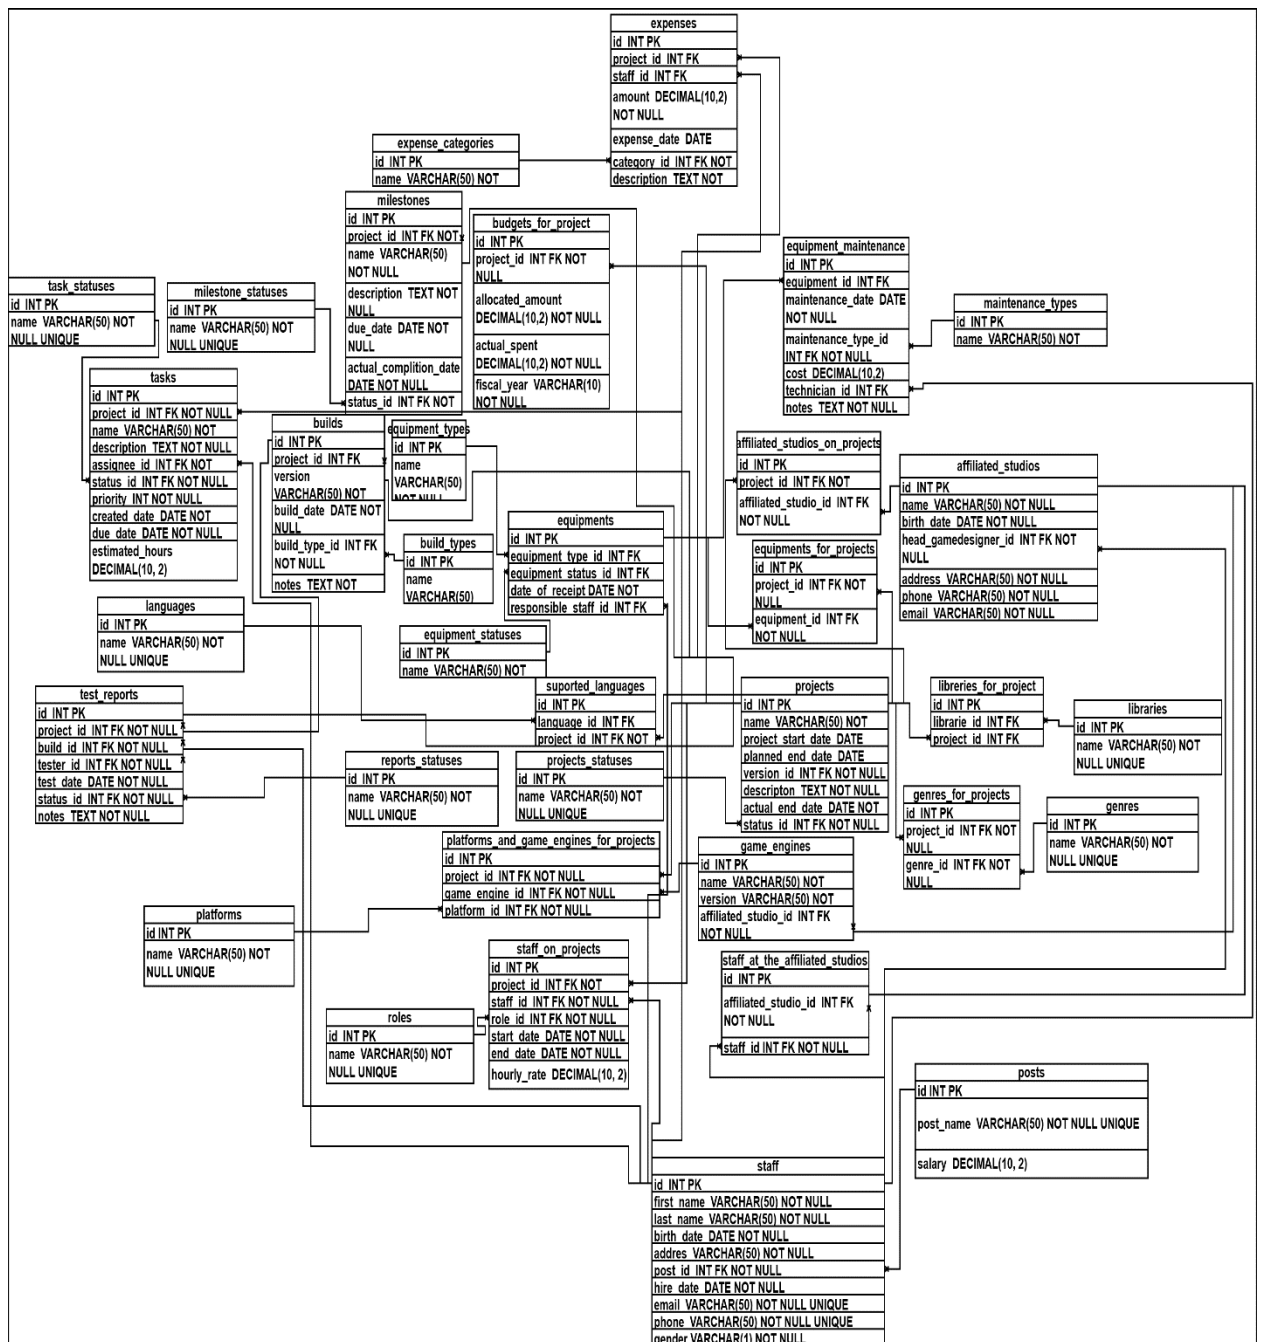 expenses
id INT PK
project_id INT FK
staff_id INT FK
amount DECIMAL(10,2)
NOT NULL
expense_date DATE
category_id INT FK NOT
description TEXT NOT
expense_categories
id INT PK
name VARCHAR(50) NOT
milestones
id INT PK
project_id INT FK NOT
name VARCHAR(50)
NOT NULL
description TEXT NOT
NULL
due_date DATE NOT
NULL
actual_complition_date
DATE NOT NULL
status_id INT FK NOT
budgets_for_project
id INT PK
project_id INT FK NOT
NULL
allocated_amount
DECIMAL(10,2) NOT NULL
actual_spent
DECIMAL(10,2) NOT NULL
fiscal_year VARCHAR(10)
NOT NULL
equipment_maintenance
id INT PK
equipment_id INT FK
maintenance_date DATE
NOT NULL
maintenance_type_id
INT FK NOT NULL
cost DECIMAL(10,2)
technician_id INT FK
notes TEXT NOT NULL
maintenance_types
id INT PK
name VARCHAR(50) NOT
task_statuses
id INT PK
name VARCHAR(50) NOT
NULL UNIQUE
milestone_statuses
id INT PK
name VARCHAR(50) NOT
NULL UNIQUE
tasks
id INT PK
project_id INT FK NOT NULL
name VARCHAR(50) NOT
description TEXT NOT NULL
assignee_id INT FK NOT
status_id INT FK NOT NULL
priority INT NOT NULL
created_date DATE NOT
due_date DATE NOT NULL
estimated_hours
DECIMAL(10, 2)
builds
id INT PK
project_id INT FK
version
VARCHAR(50) NOT
build_date DATE NOT
NULL
build_type_id INT FK
NOT NULL
notes TEXT NOT
equipment_types
id INT PK
name
VARCHAR(50)
NOT NULL
build_types
id INT PK
name
VARCHAR(50)
equipments
id INT PK
equipment_type_id INT FK
equipment_status_id INT FK
date_of_receipt DATE NOT
responsible_staff_id INT FK
affiliated_studios_on_projects
id INT PK
project_id INT FK NOT
affiliated_studio_id INT FK
NOT NULL
affiliated_studios
id INT PK
name VARCHAR(50) NOT NULL
birth_date DATE NOT NULL
head_gamedesigner_id INT FK NOT
NULL
address VARCHAR(50) NOT NULL
phone VARCHAR(50) NOT NULL
email VARCHAR(50) NOT NULL
equipments_for_projects
id INT PK
project_id INT FK NOT
NULL
equipment_id INT FK
NOT NULL
languages
id INT PK
name VARCHAR(50) NOT
NULL UNIQUE
equipment_statuses
id INT PK
name VARCHAR(50) NOT
test_reports
id INT PK
project_id INT FK NOT NULL
build_id INT FK NOT NULL
tester_id INT FK NOT NULL
test_date DATE NOT NULL
status_id INT FK NOT NULL
notes TEXT NOT NULL
suported_languages
id INT PK
language_id INT FK
project_id INT FK NOT
projects
id INT PK
name VARCHAR(50) NOT
project_start_date DATE
planned_end_date DATE
version_id INT FK NOT NULL
descripton TEXT NOT NULL
actual_end_date DATE NOT
status_id INT FK NOT NULL
libreries_for_project
id INT PK
librarie_id INT FK
project_id INT FK
libraries
id INT PK
name VARCHAR(50) NOT
NULL UNIQUE
reports_statuses
id INT PK
name VARCHAR(50) NOT
NULL UNIQUE
projects_statuses
id INT PK
name VARCHAR(50) NOT
NULL UNIQUE
genres_for_projects
id INT PK
project_id INT FK NOT
NULL
genre_id INT FK NOT
NULL
genres
id INT PK
name VARCHAR(50) NOT
NULL UNIQUE
platforms_and_game_engines_for_projects
id INT PK
project_id INT FK NOT NULL
game_engine_id INT FK NOT NULL
platform_id INT FK NOT NULL
game_engines
id INT PK
name VARCHAR(50) NOT
version VARCHAR(50) NOT
affiliated_studio_id INT FK
NOT NULL
platforms
id INT PK
name VARCHAR(50) NOT
NULL UNIQUE
staff_on_projects
id INT PK
project_id INT FK NOT
staff_id INT FK NOT NULL
role_id INT FK NOT NULL
start_date DATE NOT NULL
end_date DATE NOT NULL
hourly_rate DECIMAL(10, 2)
staff_at_the_affiliated_studios
id INT PK
affiliated_studio_id INT FK
NOT NULL
staff_id INT FK NOT NULL
roles
id INT PK
name VARCHAR(50) NOT
NULL UNIQUE
posts
id INT PK
post_name VARCHAR(50) NOT NULL UNIQUE
salary DECIMAL(10, 2)
staff
id INT PK
first_name VARCHAR(50) NOT NULL
last_name VARCHAR(50) NOT NULL
birth_date DATE NOT NULL
addres VARCHAR(50) NOT NULL
post_id INT FK NOT NULL
hire_date DATE NOT NULL
email VARCHAR(50) NOT NULL UNIQUE
phone VARCHAR(50) NOT NULL UNIQUE
gender VARCHAR(1) NOT NULL